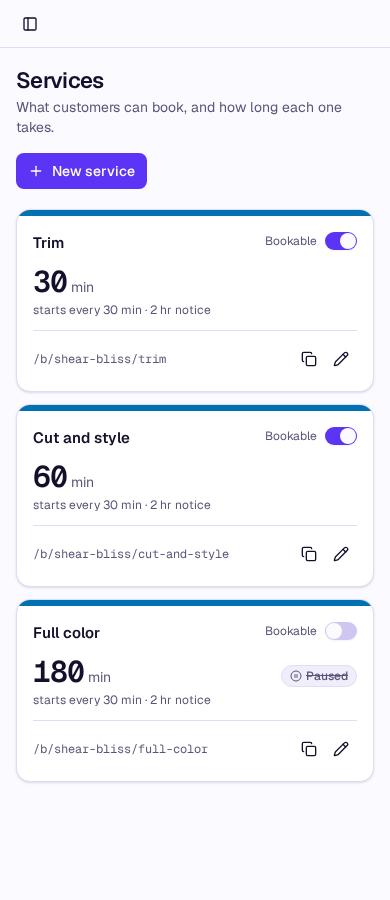 Services
What customers can book, and how long each one
takes.
New service
Trim
Bookable
30 min
starts every 30 min · 2 hr notice
/b/shear-bliss/trim
Cut and style
Bookable
60 min
starts every 30 min · 2 hr notice
/b/shear-bliss/cut-and-style
Full color
Bookable
180 min
Paused
starts every 30 min · 2 hr notice
/b/shear-bliss/full-color